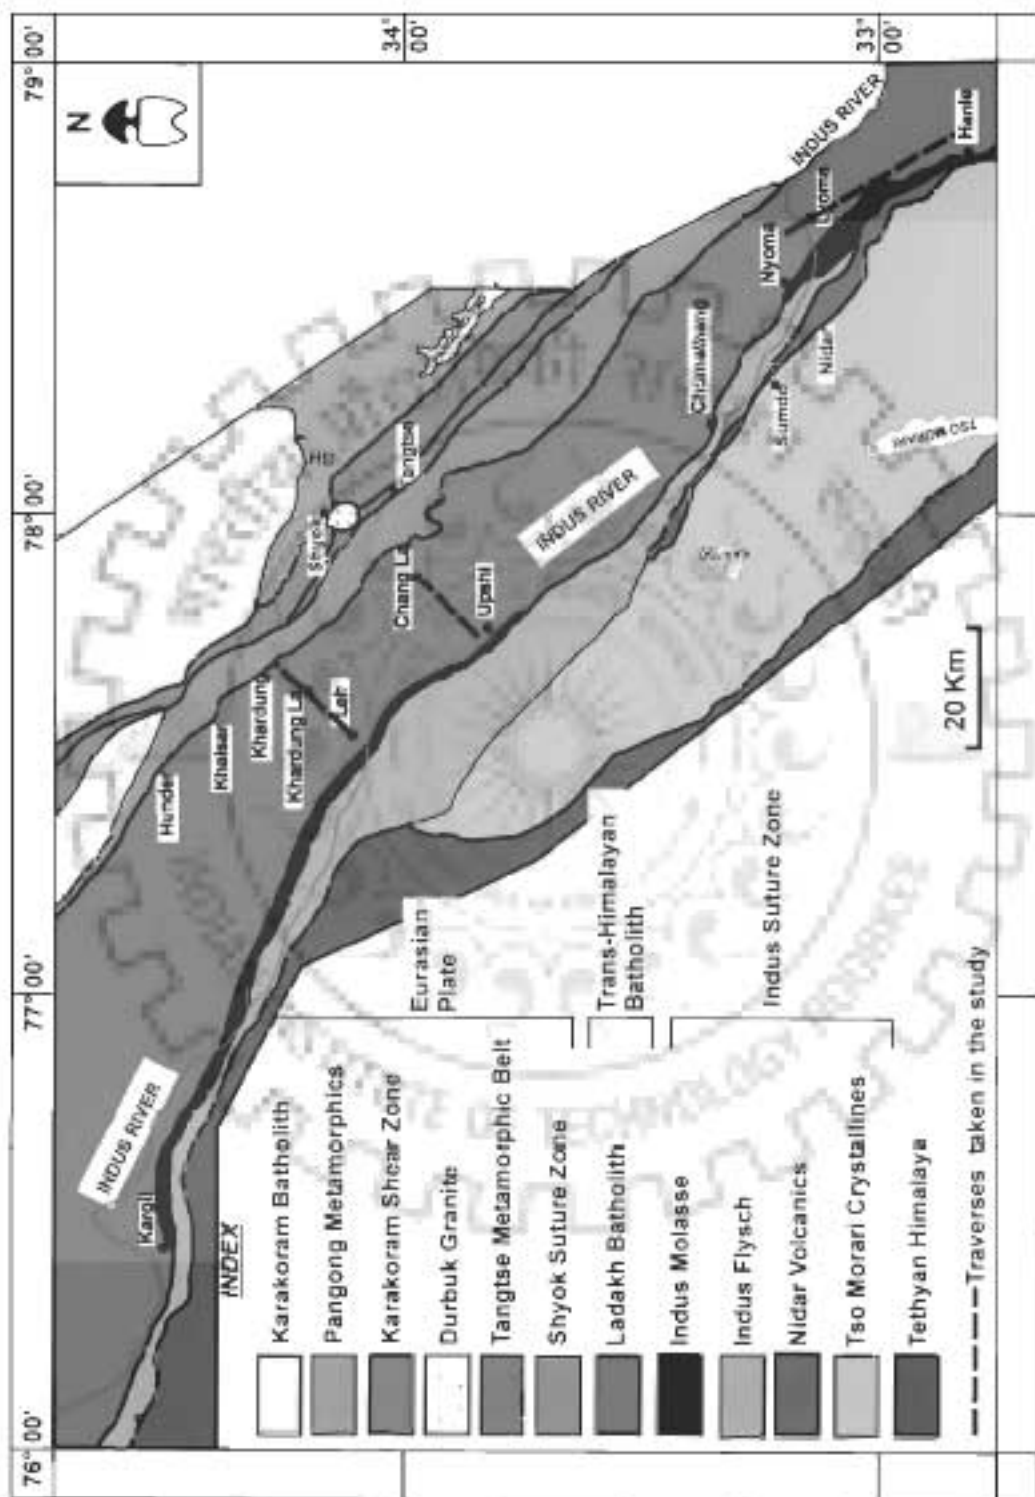 79°00'
78°00'
77°00'
76°00'
34°
00'
33°
00'
N
INDUS RIVER
Kargil
Hunder
Khalsar
Khardung
Khardung La
Leh
Shyok
HB
Tangtse
Chang La
Upshi
INDUS RIVER
Chumathang
Sumdo
Nidar
Nyoma
INDUS RIVER
Hanle
TSO MORARI
20 Km
INDEX
Karakoram Batholith
Pangong Metamorphics
Karakoram Shear Zone
Durbuk Granite
Tangtse Metamorphic Belt
Shyok Suture Zone
Eurasian
Plate
Ladakh Batholith
Trans-Himalayan
Batholith
Indus Molasse
Indus Flysch
Nidar Volcanics
Tso Morari Crystallines
Indus Suture Zone
Tethyan Himalaya
Traverses taken in the study